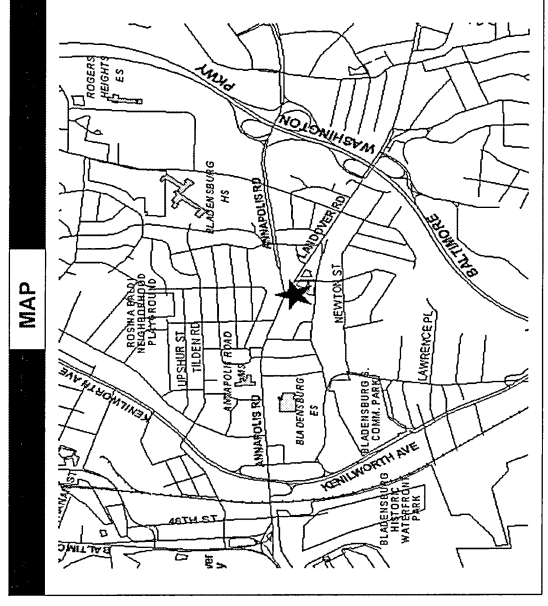 MAP
ROGERS
HEIGHTS
ES
PKWY
WASHINGTON
BALTIMORE
BLADENSBURG
HS
ANNAPOLIS RD
LANDOVER RD
NEWTON ST
LAWRENCE PL
ROSINA BALDI
NEIGHBORHOOD
PLAYGROUND
UPSHUR ST
TILDEN RD
ANNAPOLIS ROAD
MS
ANNAPOLIS RD
BLADENSBURG
ES
BLADENSBURG S.
COMM. PARK
KENILWORTH AVE
KENILWORTH AVE
BLADENSBURG
HISTORIC
WATERFRONT
PARK
46TH ST